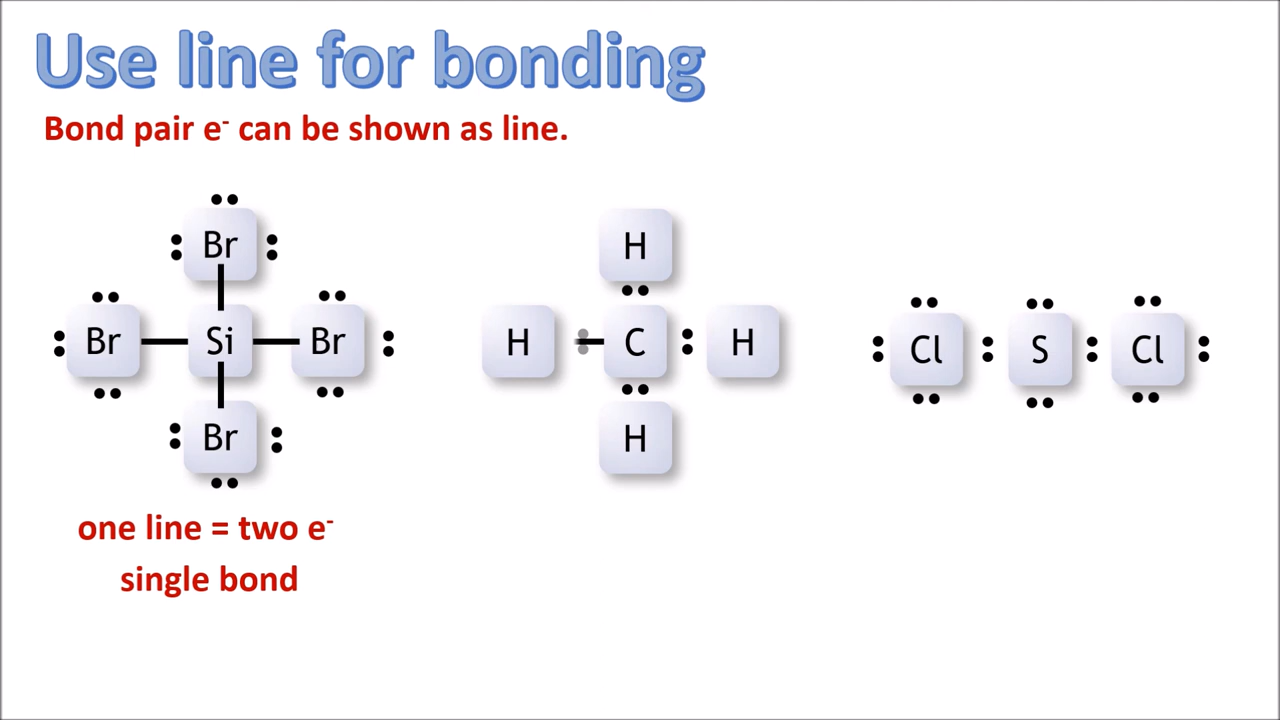 Use line for bonding
Bond pair e⁻ can be shown as line.
Br
Br Si Br
Br
H
H C H
H
Cl S Cl
one line = two e⁻
single bond